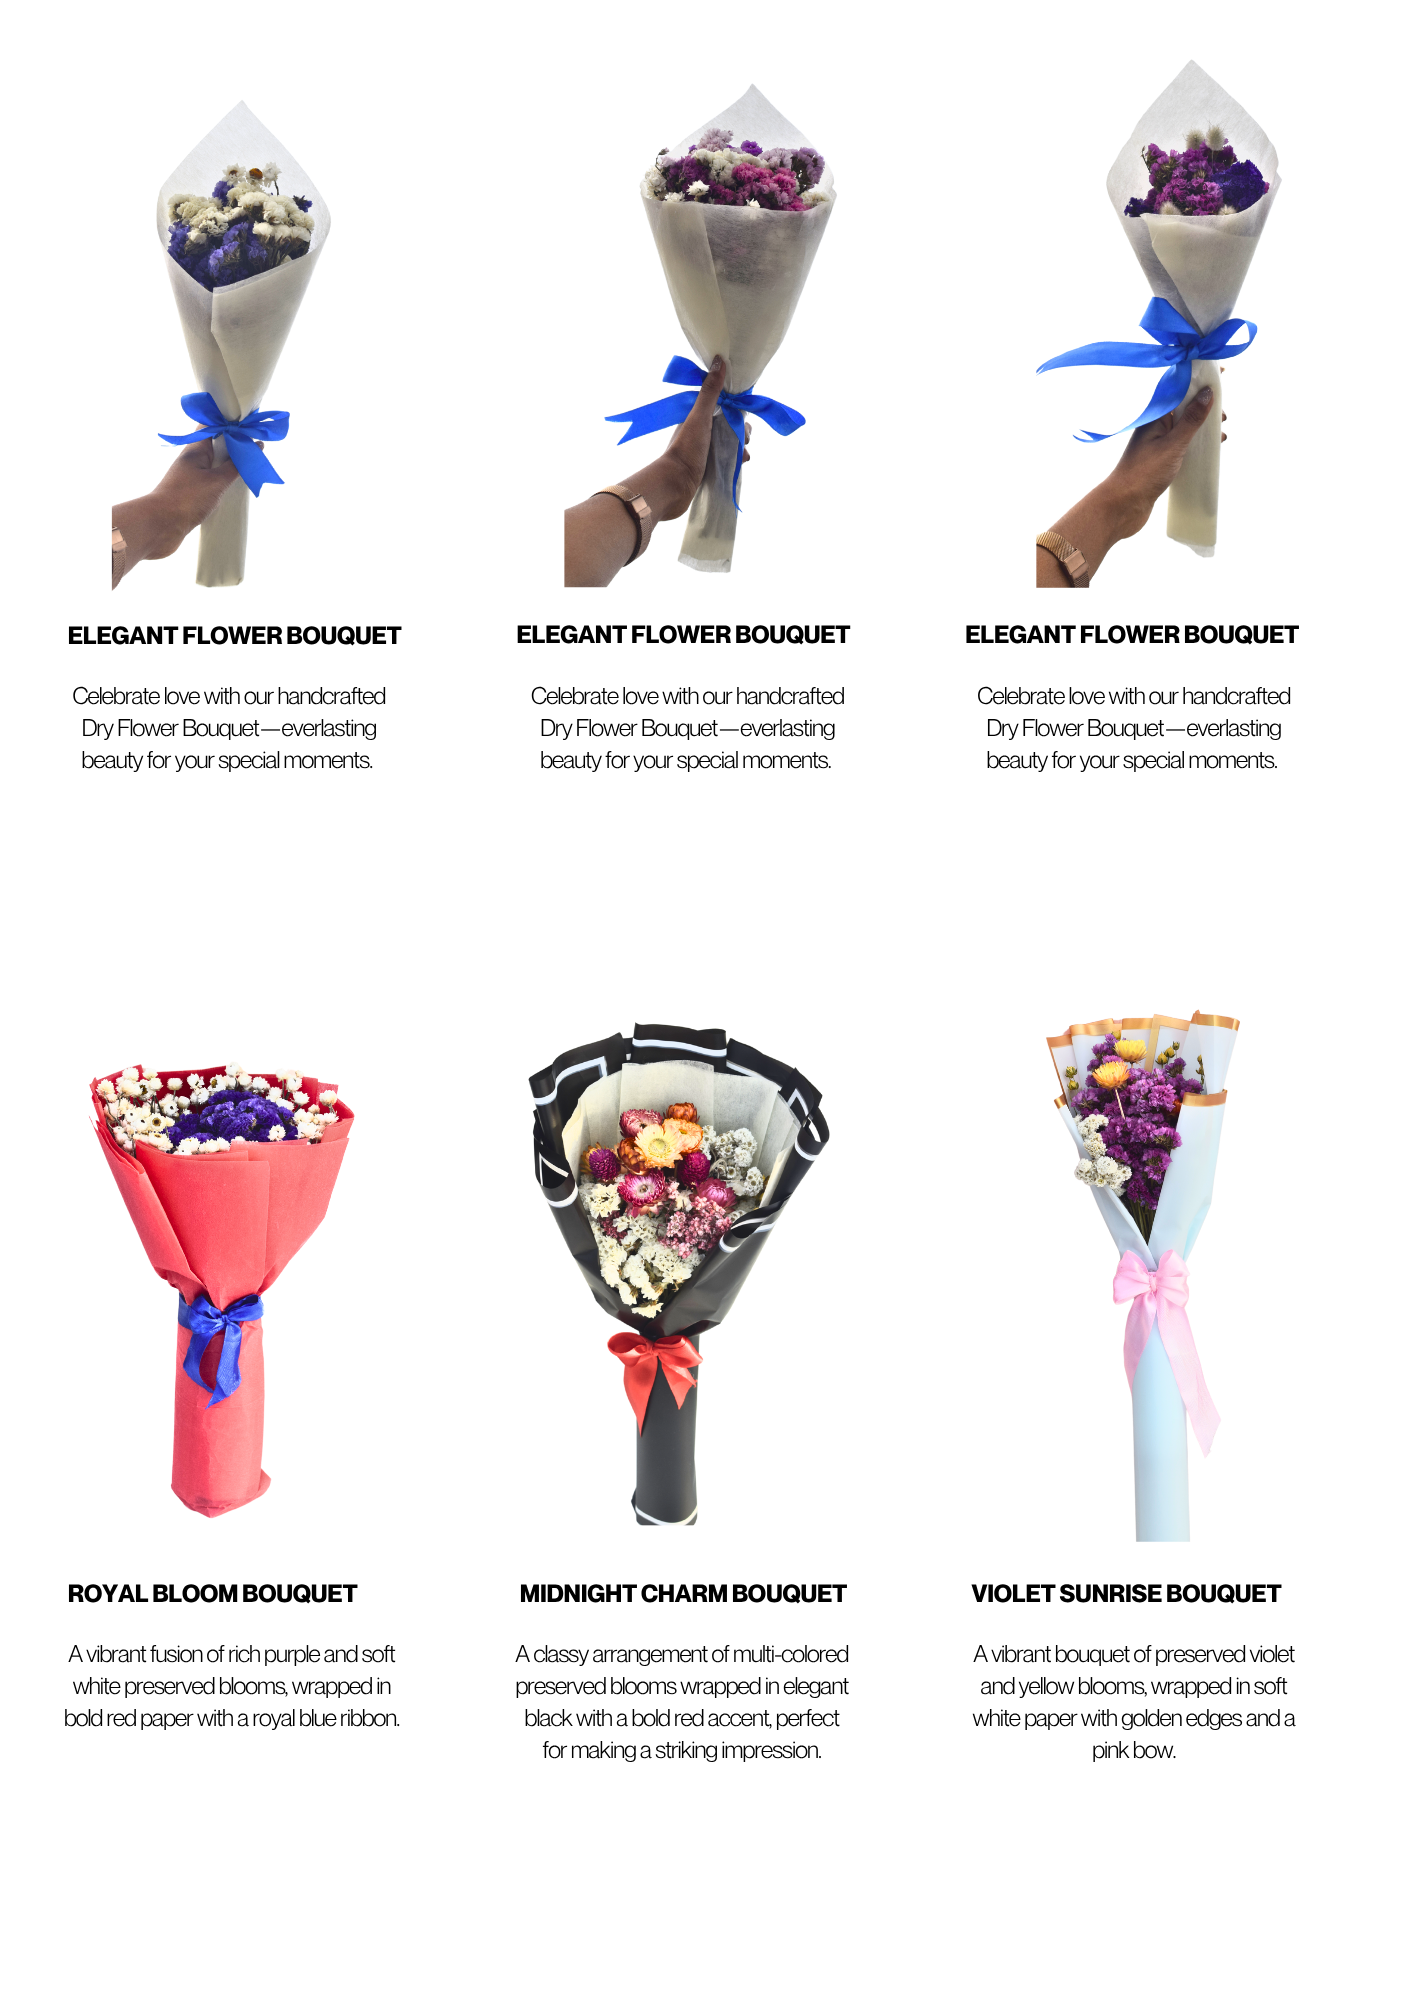 ELEGANT FLOWER BOUQUET
Celebrate love with our handcrafted
Dry Flower Bouquet—everlasting
beauty for your special moments.
ELEGANT FLOWER BOUQUET
Celebrate love with our handcrafted
Dry Flower Bouquet—everlasting
beauty for your special moments.
ELEGANT FLOWER BOUQUET
Celebrate love with our handcrafted
Dry Flower Bouquet—everlasting
beauty for your special moments.
ROYAL BLOOM BOUQUET
A vibrant fusion of rich purple and soft
white preserved blooms, wrapped in
bold red paper with a royal blue ribbon.
MIDNIGHT CHARM BOUQUET
A classy arrangement of multi-colored
preserved blooms wrapped in elegant
black with a bold red accent, perfect
for making a striking impression.
VIOLET SUNRISE BOUQUET
A vibrant bouquet of preserved violet
and yellow blooms, wrapped in soft
white paper with golden edges and a
pink bow.